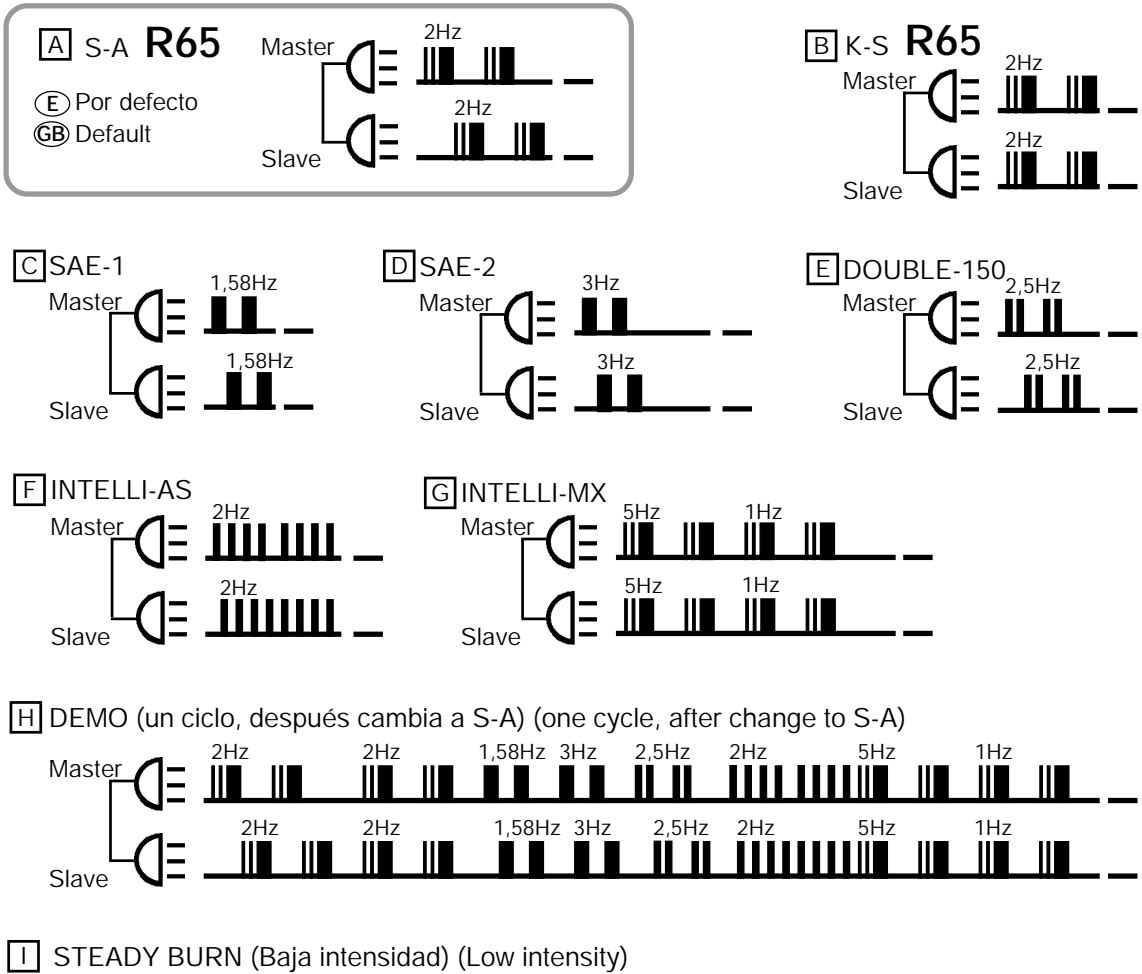 A S-A R65
E Por defecto
GB Default
Master
2Hz
2Hz
Slave
B K-S R65
Master
2Hz
2Hz
Slave
C SAE-1
Master
1,58Hz
1,58Hz
Slave
D SAE-2
Master
3Hz
3Hz
Slave
E DOUBLE-150
Master
2,5Hz
2,5Hz
Slave
F INTELLI-AS
Master
2Hz
2Hz
Slave
G INTELLI-MX
Master
5Hz 1Hz
5Hz 1Hz
Slave
H DEMO (un ciclo, después cambia a S-A) (one cycle, after change to S-A)
Master
2Hz 2Hz 1,58Hz 3Hz 2,5Hz 2Hz 5Hz 1Hz
2Hz 2Hz 1,58Hz 3Hz 2,5Hz 2Hz 5Hz 1Hz
Slave
I STEADY BURN (Baja intensidad) (Low intensity)